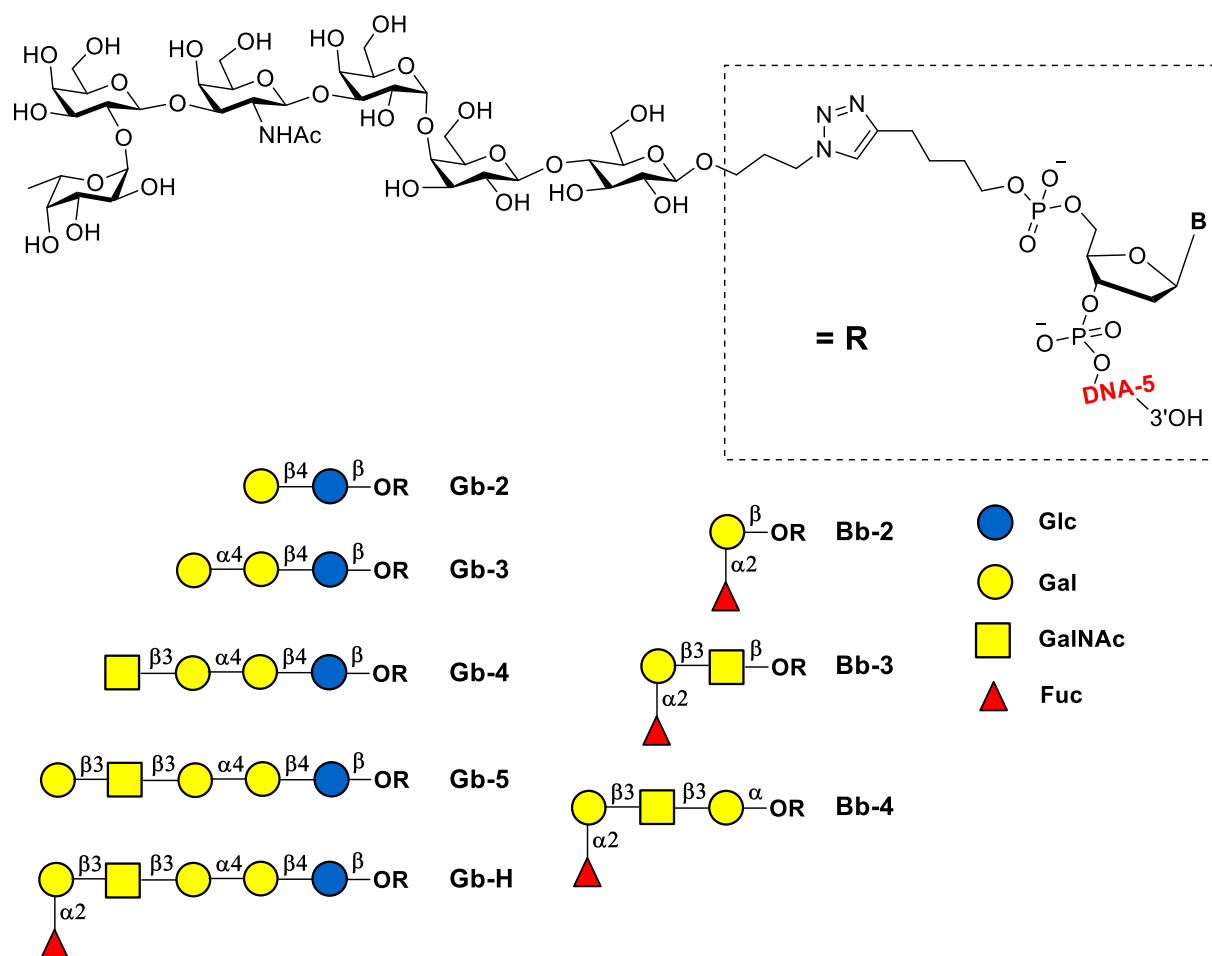 OH
HO OH HO OH HO
HO O O O
HO O O O HO
NHAc O OH
O OH
O OH HO O O O O
HO OH HO OH HO OH
HO OH
N N
N
O O
−
P O
O
B
O
O
−
O P O
O
DNA-5
3'OH
= R
β4 β OR Gb-2
α4 β4 β OR Gb-3
β3 α4 β4 β OR Gb-4
β3 β3 α4 β4 β OR Gb-5
β3 β3 α4 β4 β OR Gb-H
α2
β OR Bb-2
α2
β3 β OR Bb-3
α2
β3 β3 α OR Bb-4
α2
Glc
Gal
GalNAc
Fuc